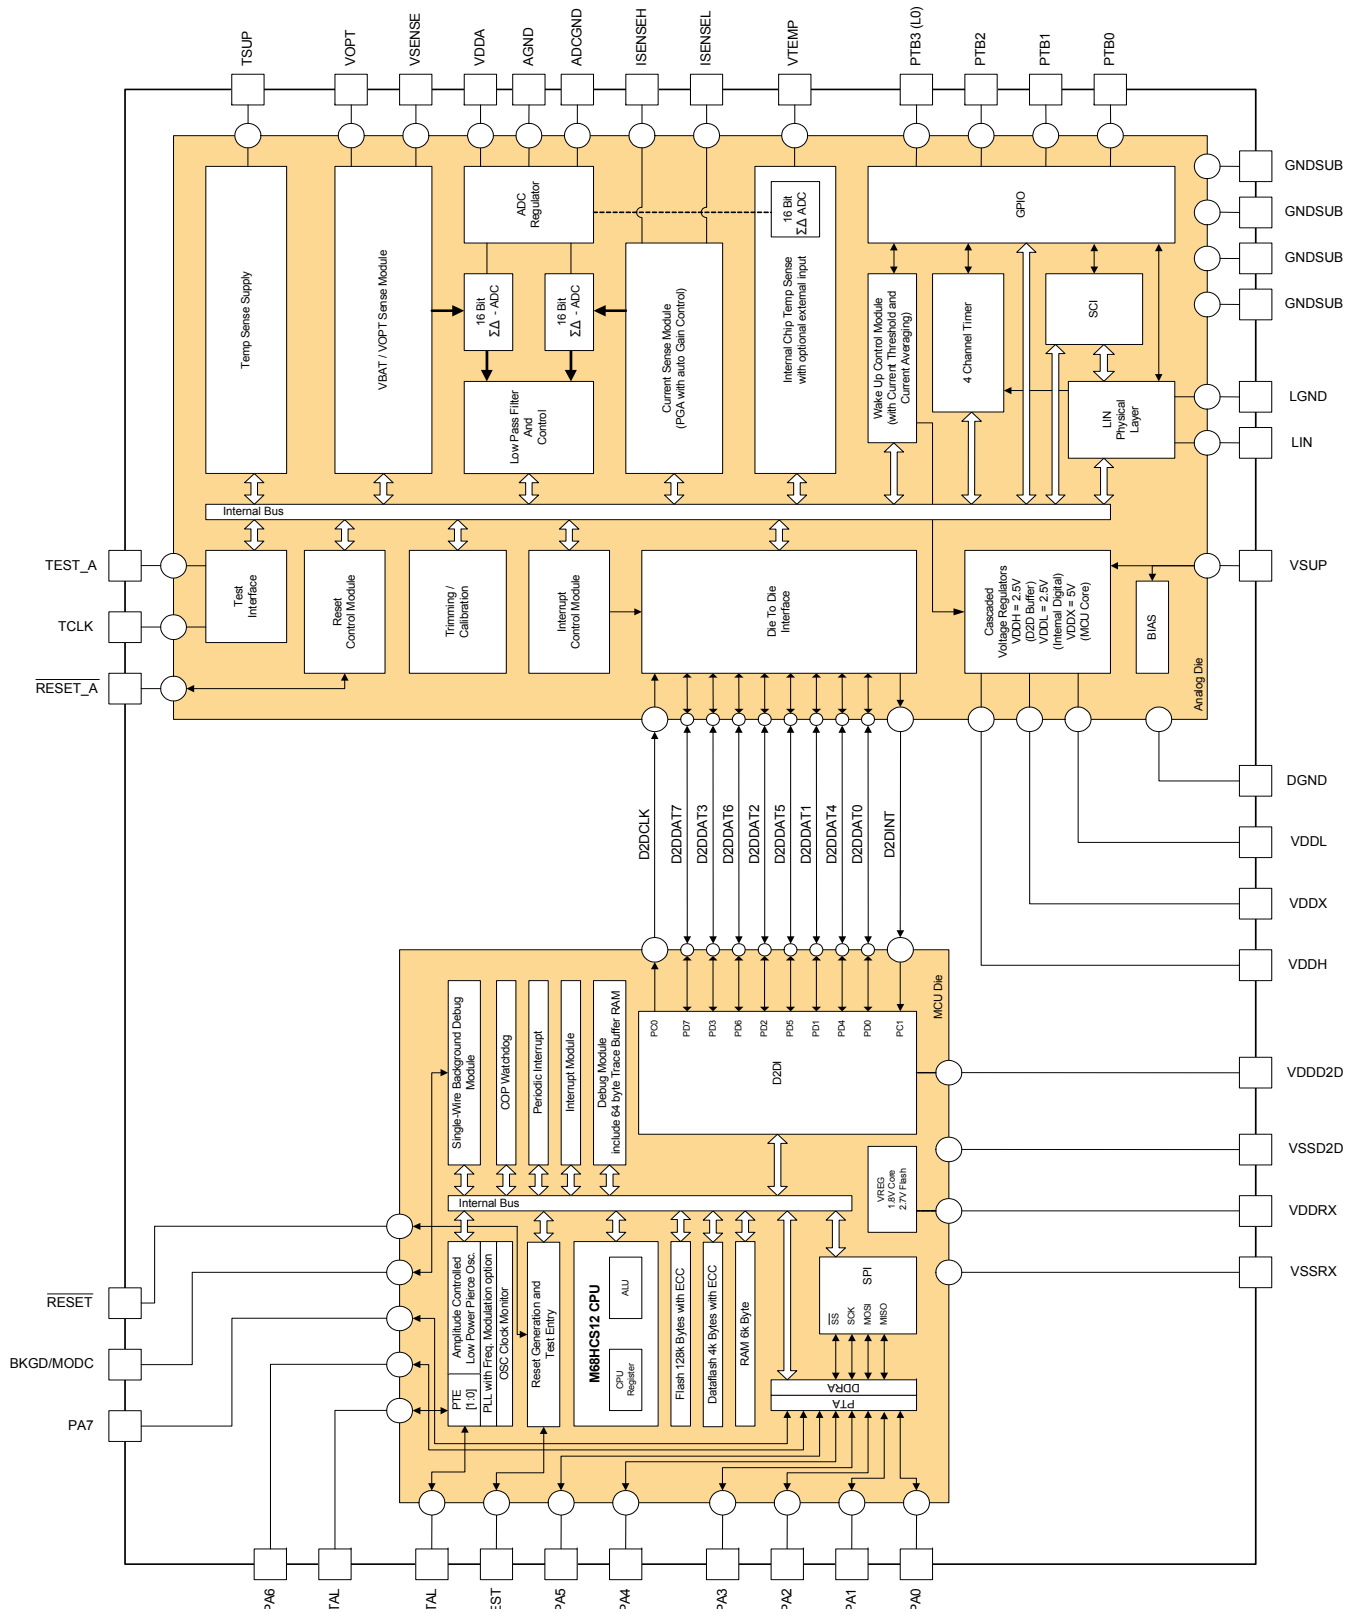 TSUP
VOPT
VSENSE
VDDA
AGND
ADCGND
ISENSEH
ISENSEL
VTEMP
PTB3 (L0)
PTB2
PTB1
PTB0
GNDSUB
GNDSUB
GNDSUB
GNDSUB
LGND
LIN
VSUP
DGND
VDDL
VDDX
VDDH
VDDD2D
VSSD2D
VDDRX
VSSRX
TEST_A
TCLK
RESET_A
RESET
BKGD/MODC
PA7
Temp Sense Supply
VBAT / VOPT Sense Module
ADC
Regulator
16 Bit
ΣΔ - ADC
16 Bit
ΣΔ - ADC
Low Pass Filter
And
Control
Current Sense Module
(PGA with auto Gain Control)
16 Bit
ΣΔ ADC
Internal Chip Temp Sense
with optional external input
GPIO
Wake Up Control Module
(with Current Threshold and
Current Averaging)
4 Channel Timer
SCI
LIN
Physical
Layer
Internal Bus
Test
Interface
Reset
Control Module
Trimming /
Calibration
Interrupt
Control Module
Die To Die
Interface
Cascaded
Voltage Regulators
VDDH = 2.5V
(D2D Buffer)
VDDL = 2.5V
(Internal Digital)
VDDX = 5V
(MCU Core)
BIAS
Analog Die
D2DCLK
D2DDAT7
D2DDAT3
D2DDAT6
D2DDAT2
D2DDAT5
D2DDAT1
D2DDAT4
D2DDAT0
D2DINT
MCU Die
PC0
PD7
PD3
PD6
PD2
PD5
PD1
PD4
PD0
PC1
D2DI
Single-Wire Background Debug
Module
COP Watchdog
Periodic Interrupt
Interrupt Module
Debug Module
include 64 byte Trace Buffer RAM
VREG
1.8V Core
2.7V Flash
Internal Bus
Amplitude Controlled
Low Power Pierce Osc.
PTE
[1:0]
PLL with Freq. Modulation option
OSC Clock Monitor
Reset Generation and
Test Entry
M68HCS12 CPU
ALU
CPU
Register
Flash 128k Bytes with ECC
Dataflash 4k Bytes with ECC
RAM 6k Byte
SPI
SS
SCK
MOSI
MISO
DDRA
PTA
PA6
TAL
TAL
EST
PA5
PA4
PA3
PA2
PA1
PA0